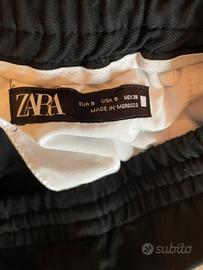 ZARA
EUR S USA S MEX 26
MADE IN MOROCCO
subito